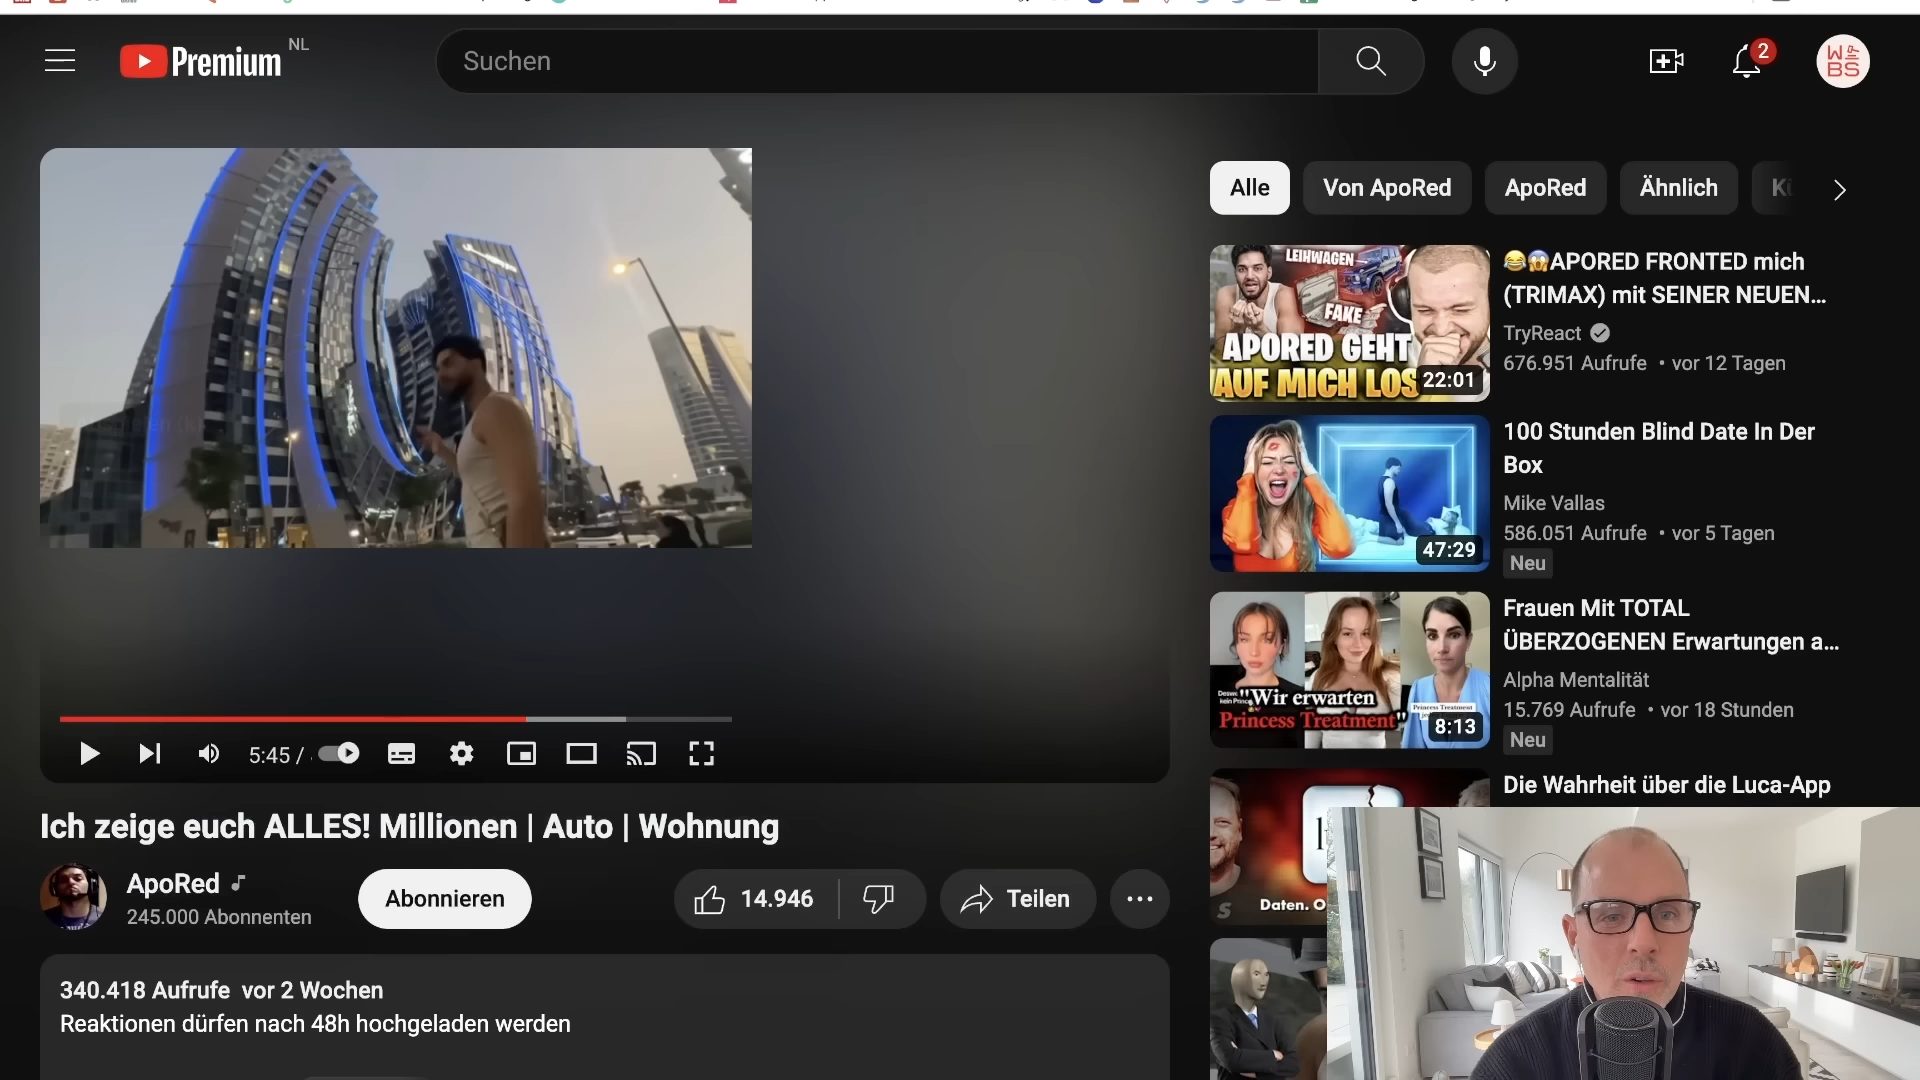 Premium NL
Suchen
2
W
BS
Alle
Von ApoRed
ApoRed
Ähnlich
LEIHWAGEN
FAKE
APORED GEHT
AUF MICH LOS
22:01
😂😱APORED FRONTED mich
(TRIMAX) mit SEINER NEUEN...
TryReact
676.951 Aufrufe • vor 12 Tagen
47:29
100 Stunden Blind Date In Der
Box
Mike Vallas
586.051 Aufrufe • vor 5 Tagen
Neu
"Wir erwarten
Princess Treatment"
Princess Treatment
8:13
Frauen Mit TOTAL
ÜBERZOGENEN Erwartungen a...
Alpha Mentalität
15.769 Aufrufe • vor 18 Stunden
Neu
Die Wahrheit über die Luca-App
Daten. O
5:45 /
Ich zeige euch ALLES! Millionen | Auto | Wohnung
ApoRed
245.000 Abonnenten
Abonnieren
14.946
Teilen
340.418 Aufrufe vor 2 Wochen
Reaktionen dürfen nach 48h hochgeladen werden